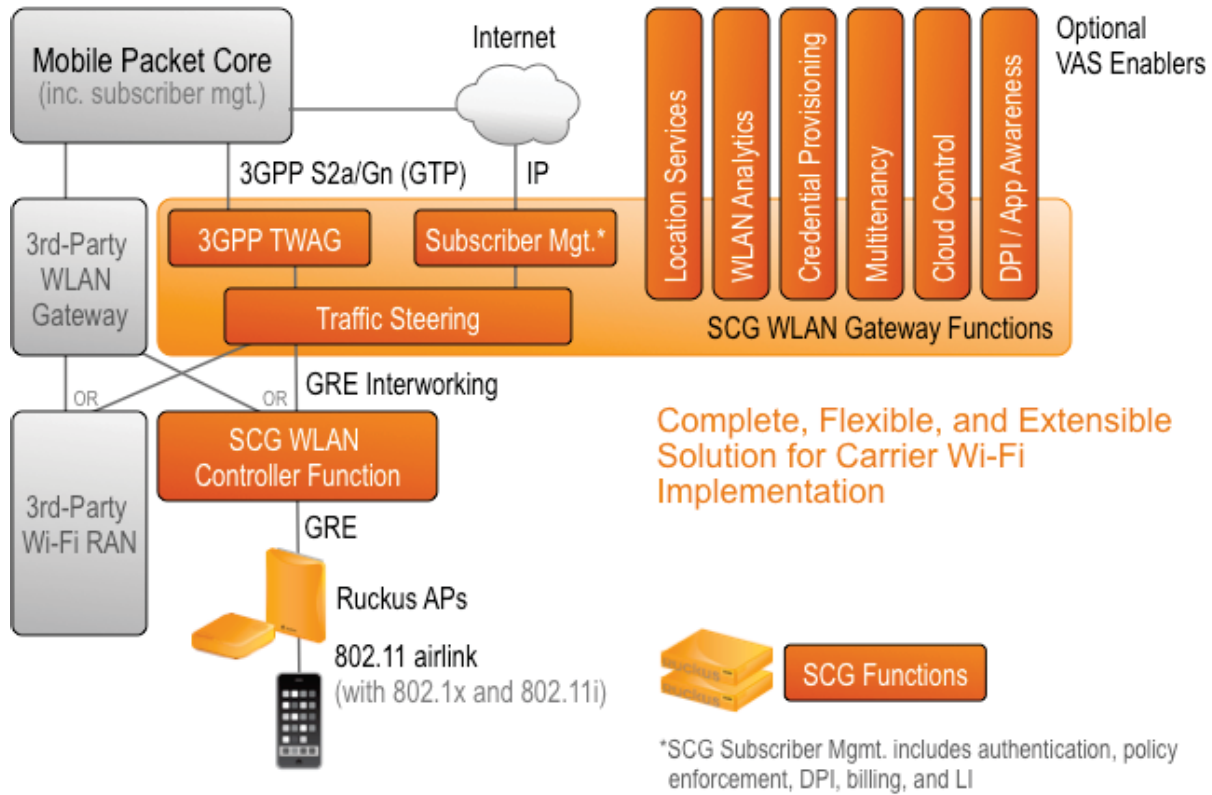 Mobile Packet Core
(inc. subscriber mgt.)
Internet
Optional
VAS Enablers
Location Services
WLAN Analytics
Credential Provisioning
Multitenancy
Cloud Control
DPI / App Awareness
3GPP S2a/Gn (GTP)
IP
3rd-Party
WLAN
Gateway
3GPP TWAG
Subscriber Mgt.*
Traffic Steering
SCG WLAN Gateway Functions
OR
OR
GRE Interworking
SCG WLAN
Controller Function
Complete, Flexible, and Extensible
Solution for Carrier Wi-Fi
Implementation
3rd-Party
Wi-Fi RAN
GRE
Ruckus APs
802.11 airlink
(with 802.1x and 802.11i)
ruckus
ruckus
SCG Functions
*SCG Subscriber Mgmt. includes authentication, policy
enforcement, DPI, billing, and LI